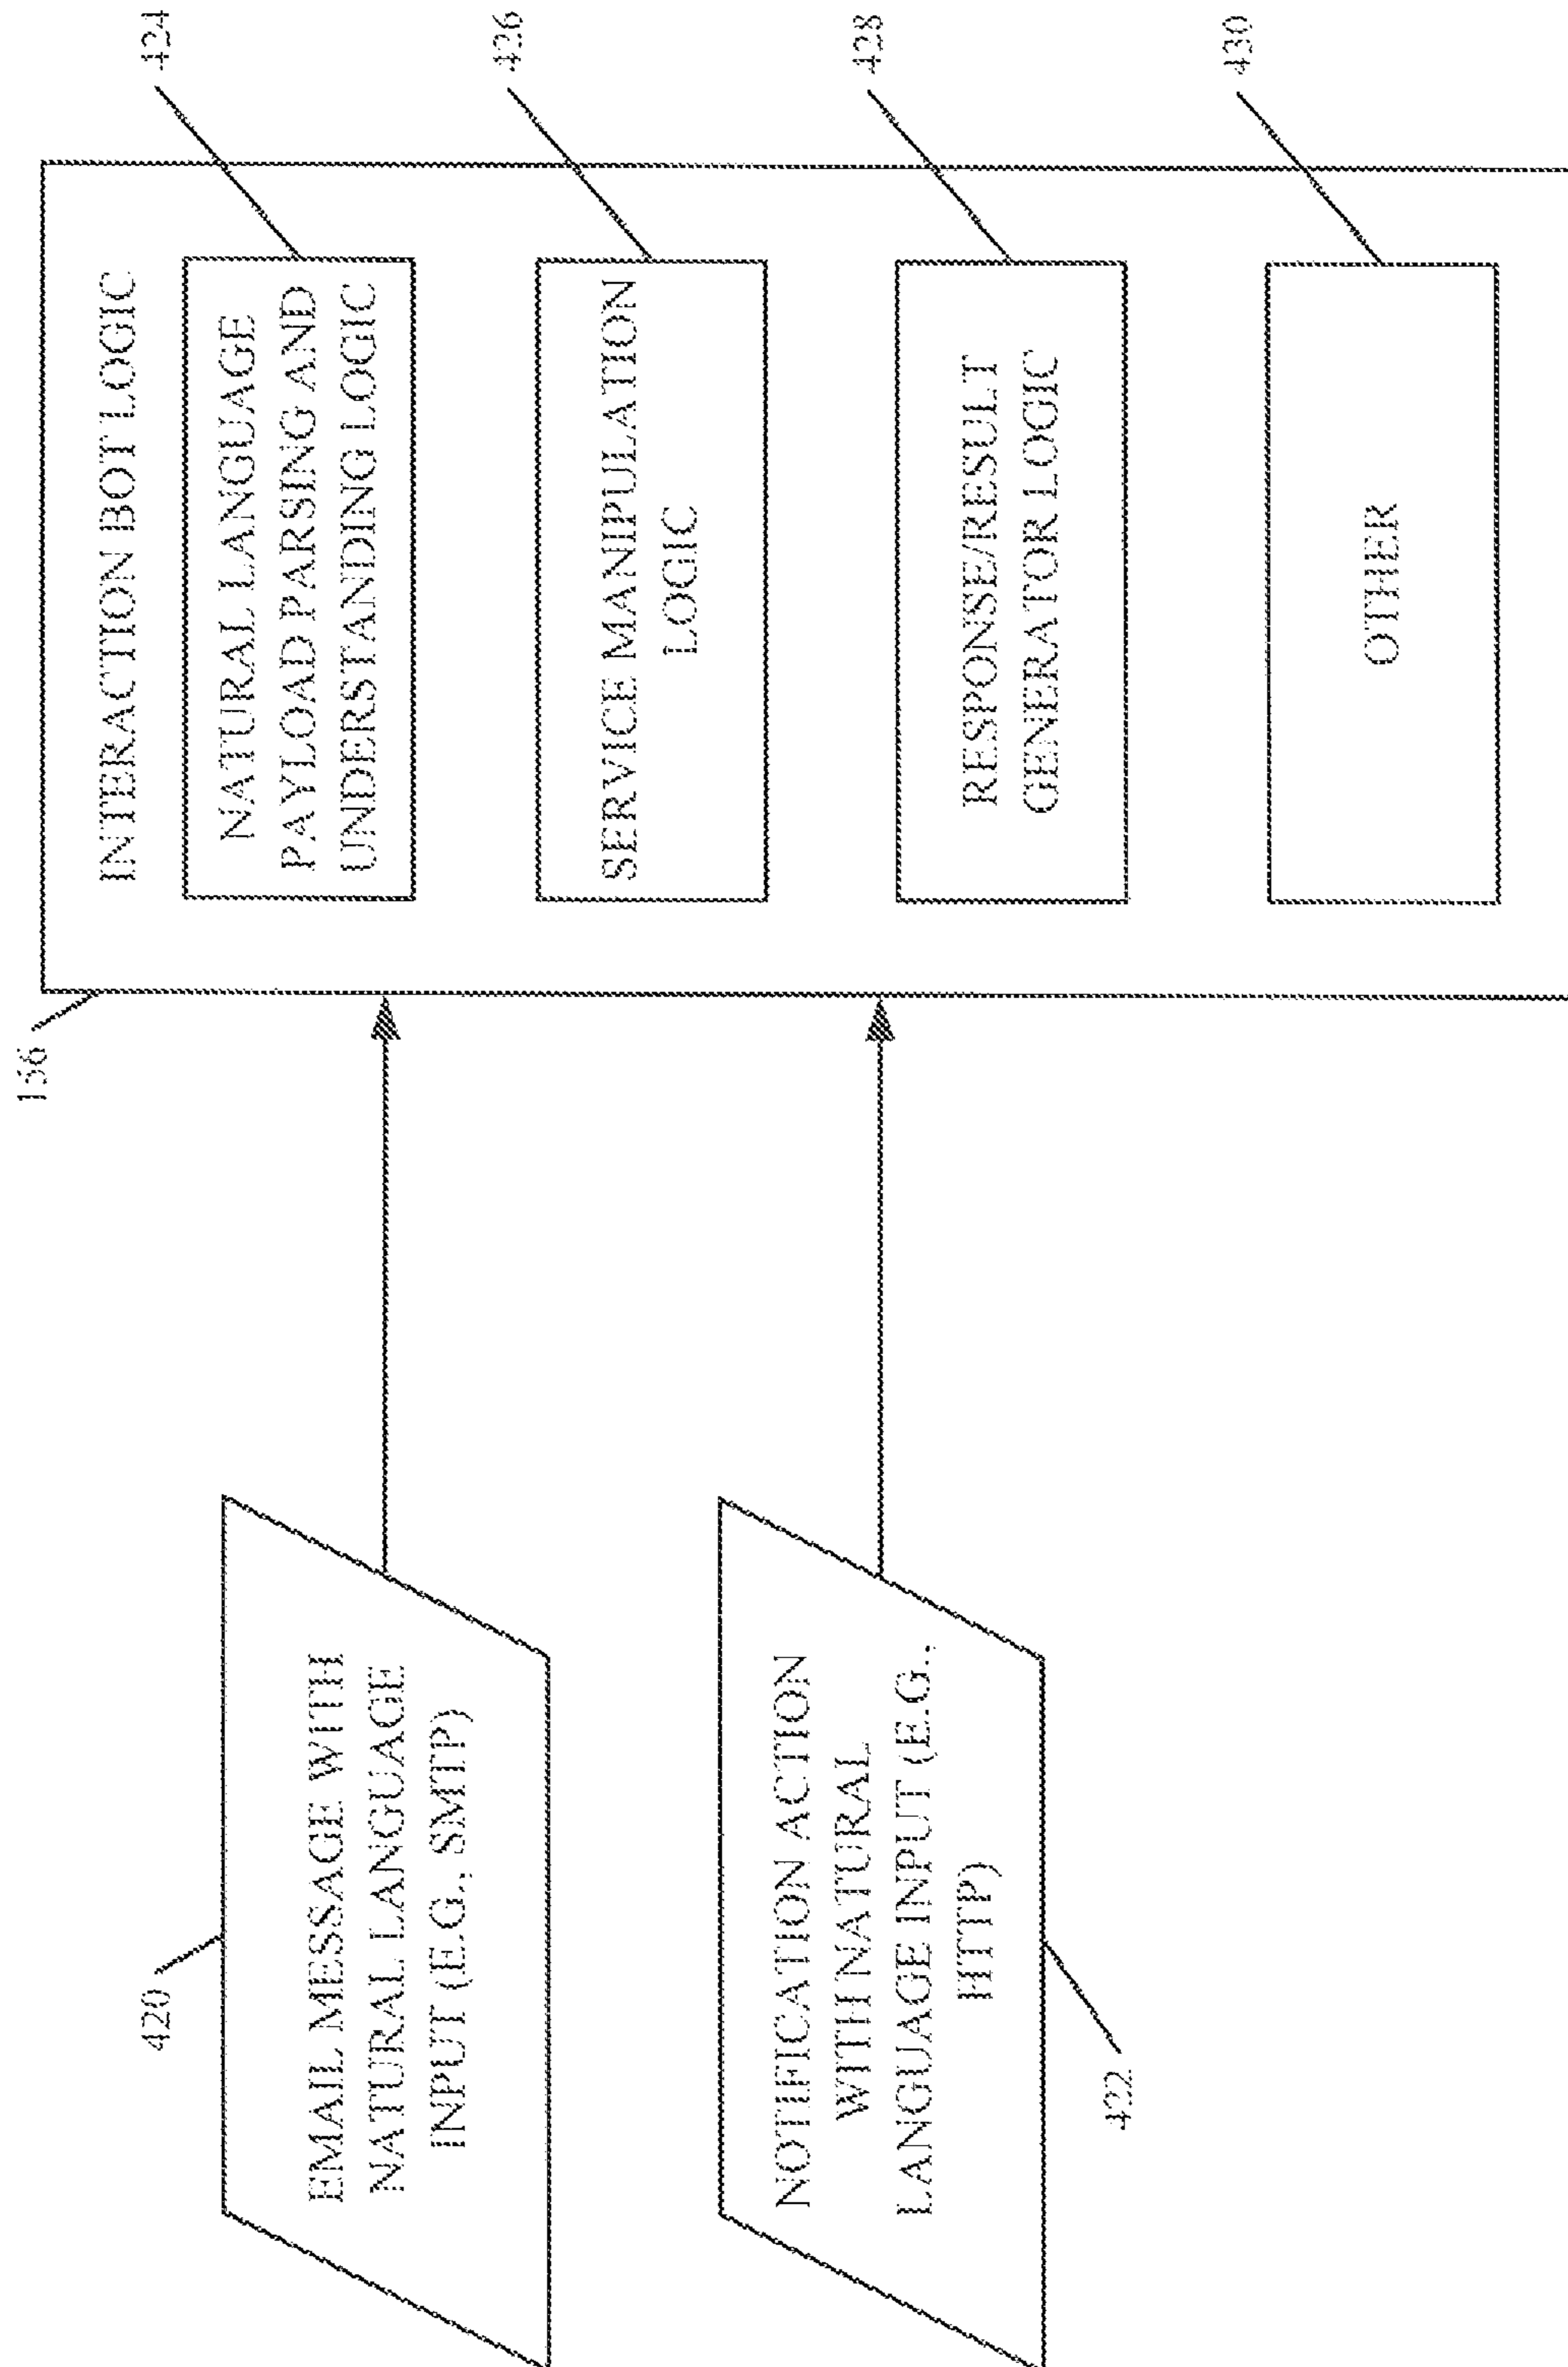 420
EMAIL MESSAGE WITH
NATURAL LANGUAGE
INPUT (E.G., SMTP)
NOTIFICATION ACTION
WITH NATURAL
LANGUAGE INPUT (E.G.,
HTTP)
422
156
INTERACTION BOT LOGIC
NATURAL LANGUAGE
PAYLOAD PARSING AND
UNDERSTANDING LOGIC
424
SERVICE MANIPULATION
LOGIC
426
RESPONSE/RESULT
GENERATOR LOGIC
428
OTHER
430